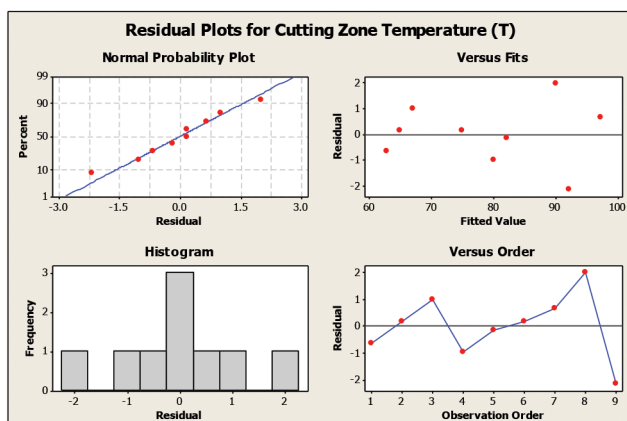 Residual Plots for Cutting Zone Temperature (T)
Normal Probability Plot
99
90
50
10
1
Percent
-3.0 -1.5 0.0 1.5 3.0
Residual
Versus Fits
2
1
0
-1
-2
Residual
60 70 80 90 100
Fitted Value
Histogram
3
2
1
0
Frequency
-2 -1 0 1 2
Residual
Versus Order
2
1
0
-1
-2
Residual
1 2 3 4 5 6 7 8 9
Observation Order